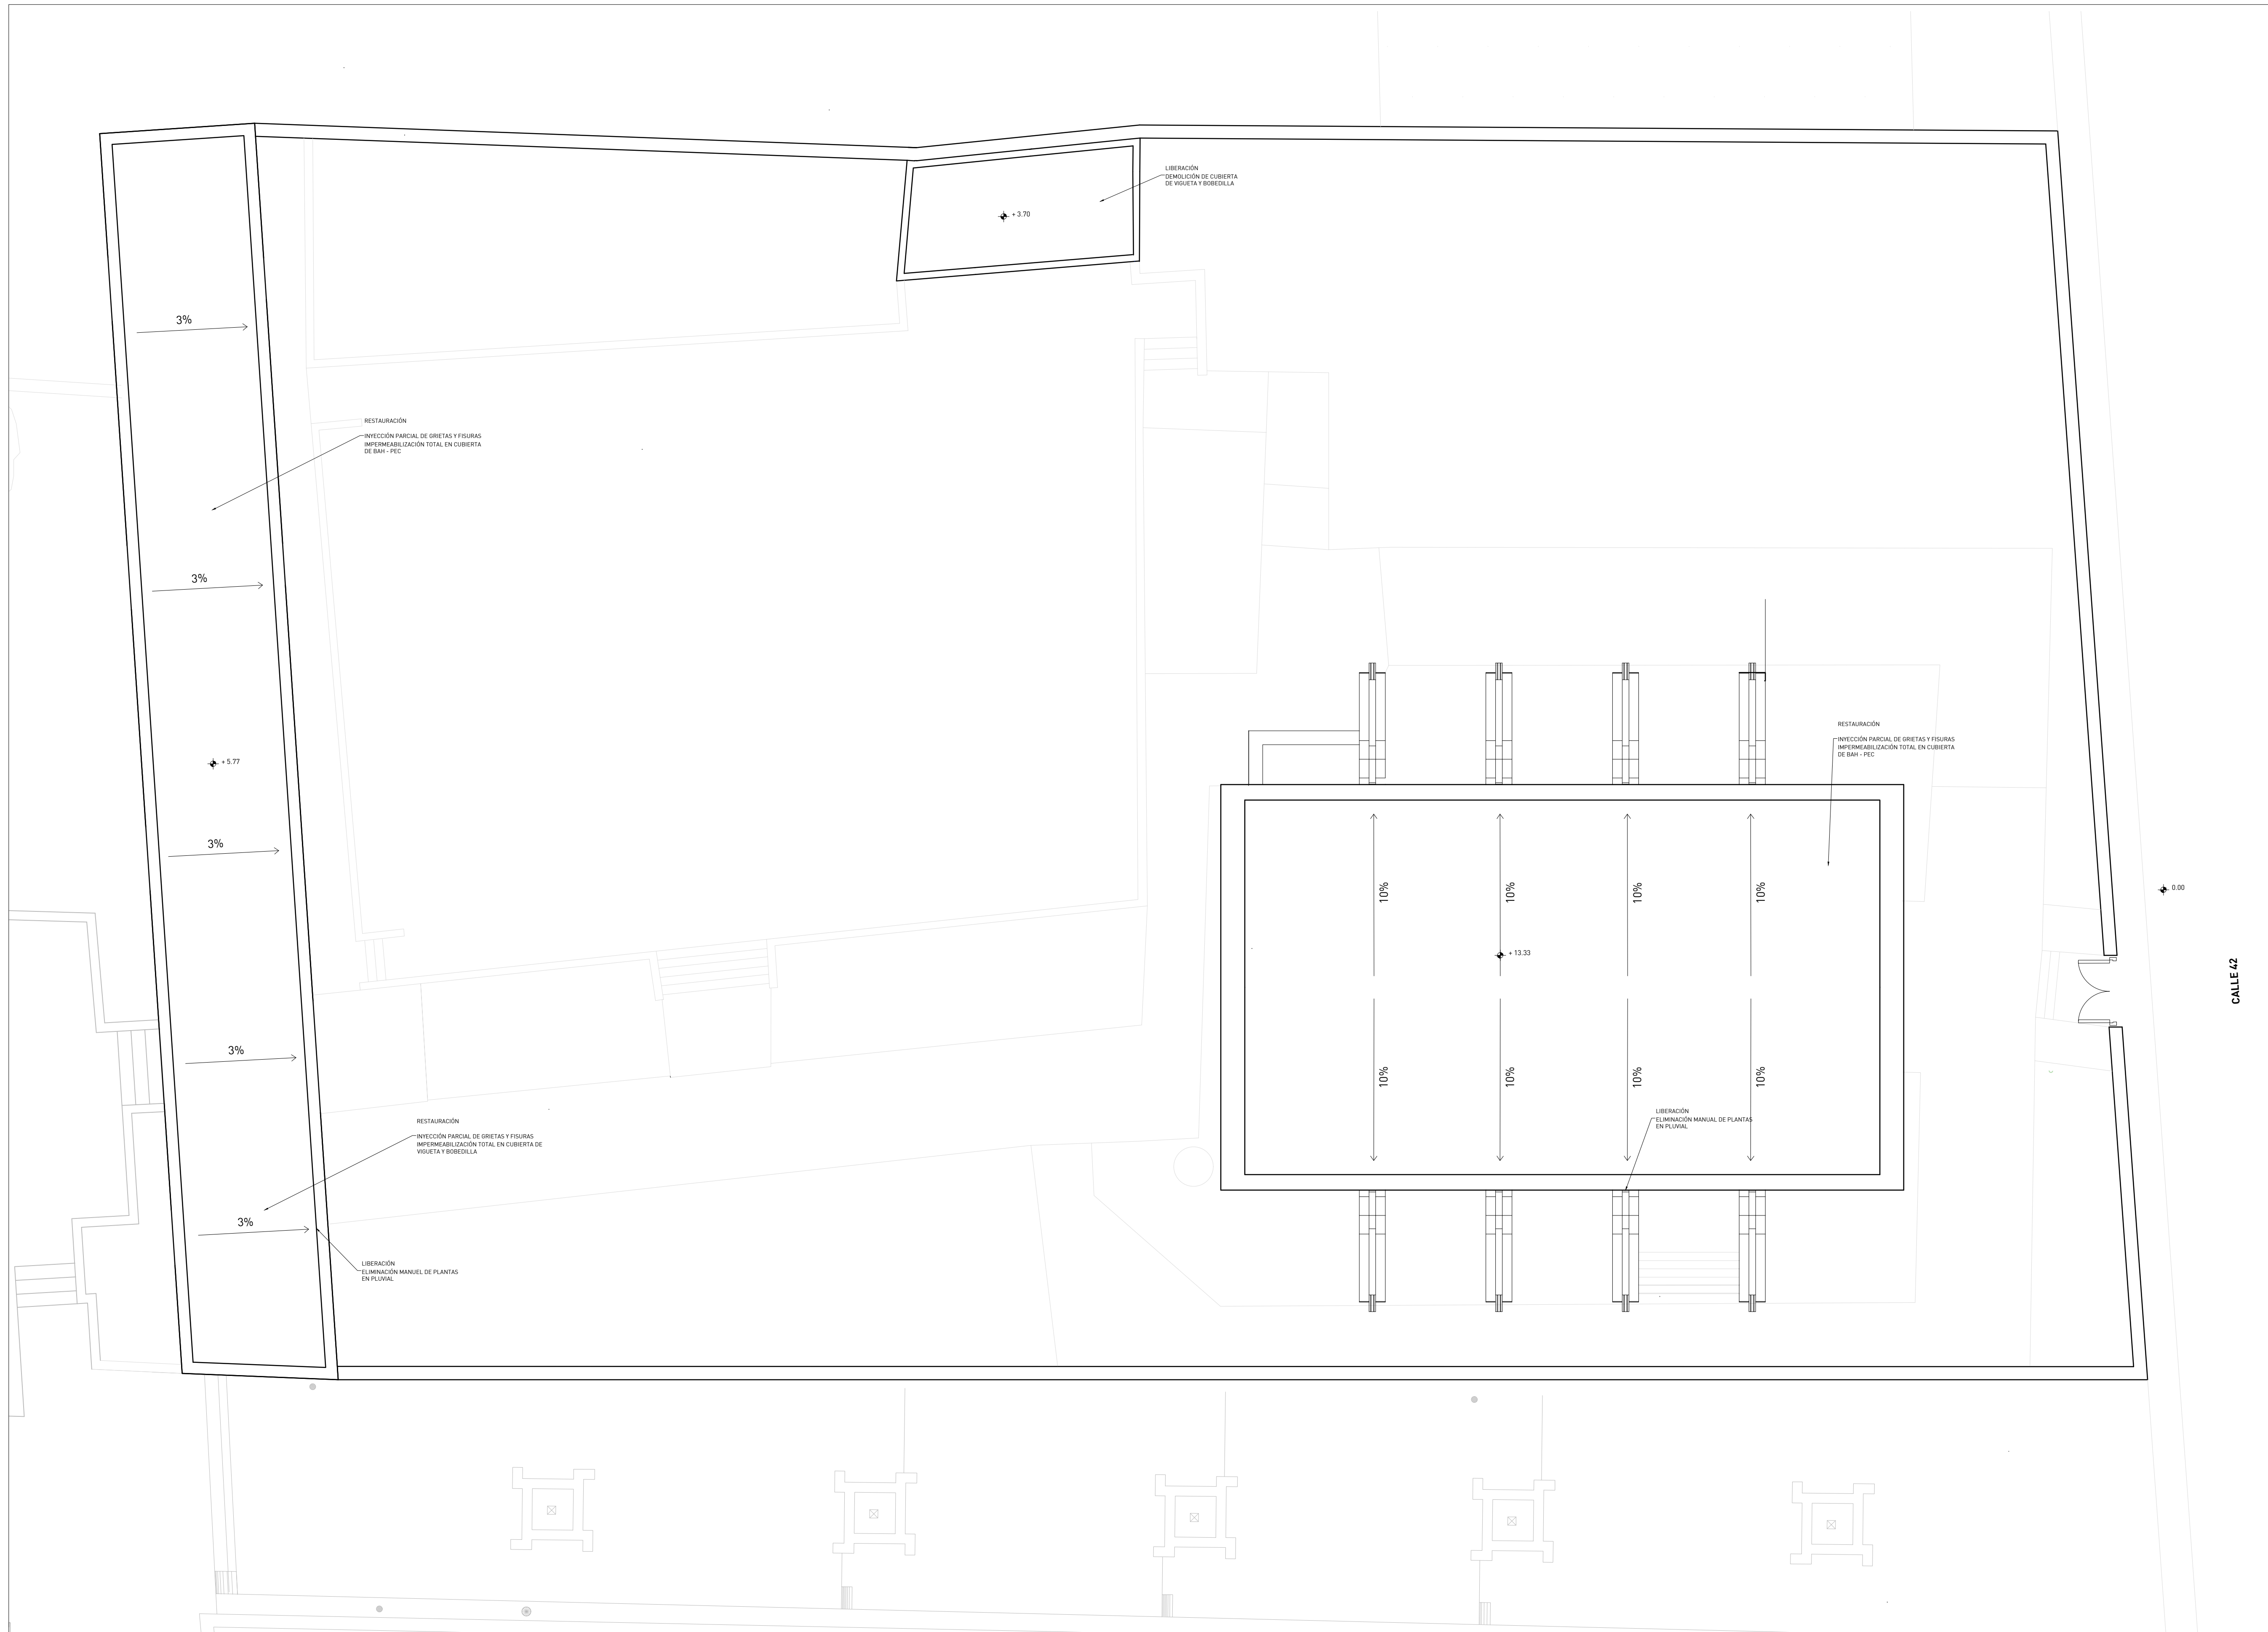 LIBERACIÓN
DEMOLICIÓN DE CUBIERTA
DE VIGUETA Y BOBEDILLA
+ 3.70
3%
RESTAURACIÓN
INYECCIÓN PARCIAL DE GRIETAS Y FISURAS
IMPERMEABILIZACIÓN TOTAL EN CUBIERTA
DE BAH - PEC
3%
RESTAURACIÓN
INYECCIÓN PARCIAL DE GRIETAS Y FISURAS
IMPERMEABILIZACIÓN TOTAL EN CUBIERTA
DE BAH - PEC
+ 5.77
3%
10%
10%
10%
10%
0.00
+ 13.33
CALLE 42
3%
10%
10%
10%
10%
LIBERACIÓN
ELIMINACIÓN MANUAL DE PLANTAS
EN PLUVIAL
RESTAURACIÓN
INYECCIÓN PARCIAL DE GRIETAS Y FISURAS
IMPERMEABILIZACIÓN TOTAL EN CUBIERTA DE
VIGUETA Y BOBEDILLA
3%
LIBERACIÓN
ELIMINACIÓN MANUEL DE PLANTAS
EN PLUVIAL